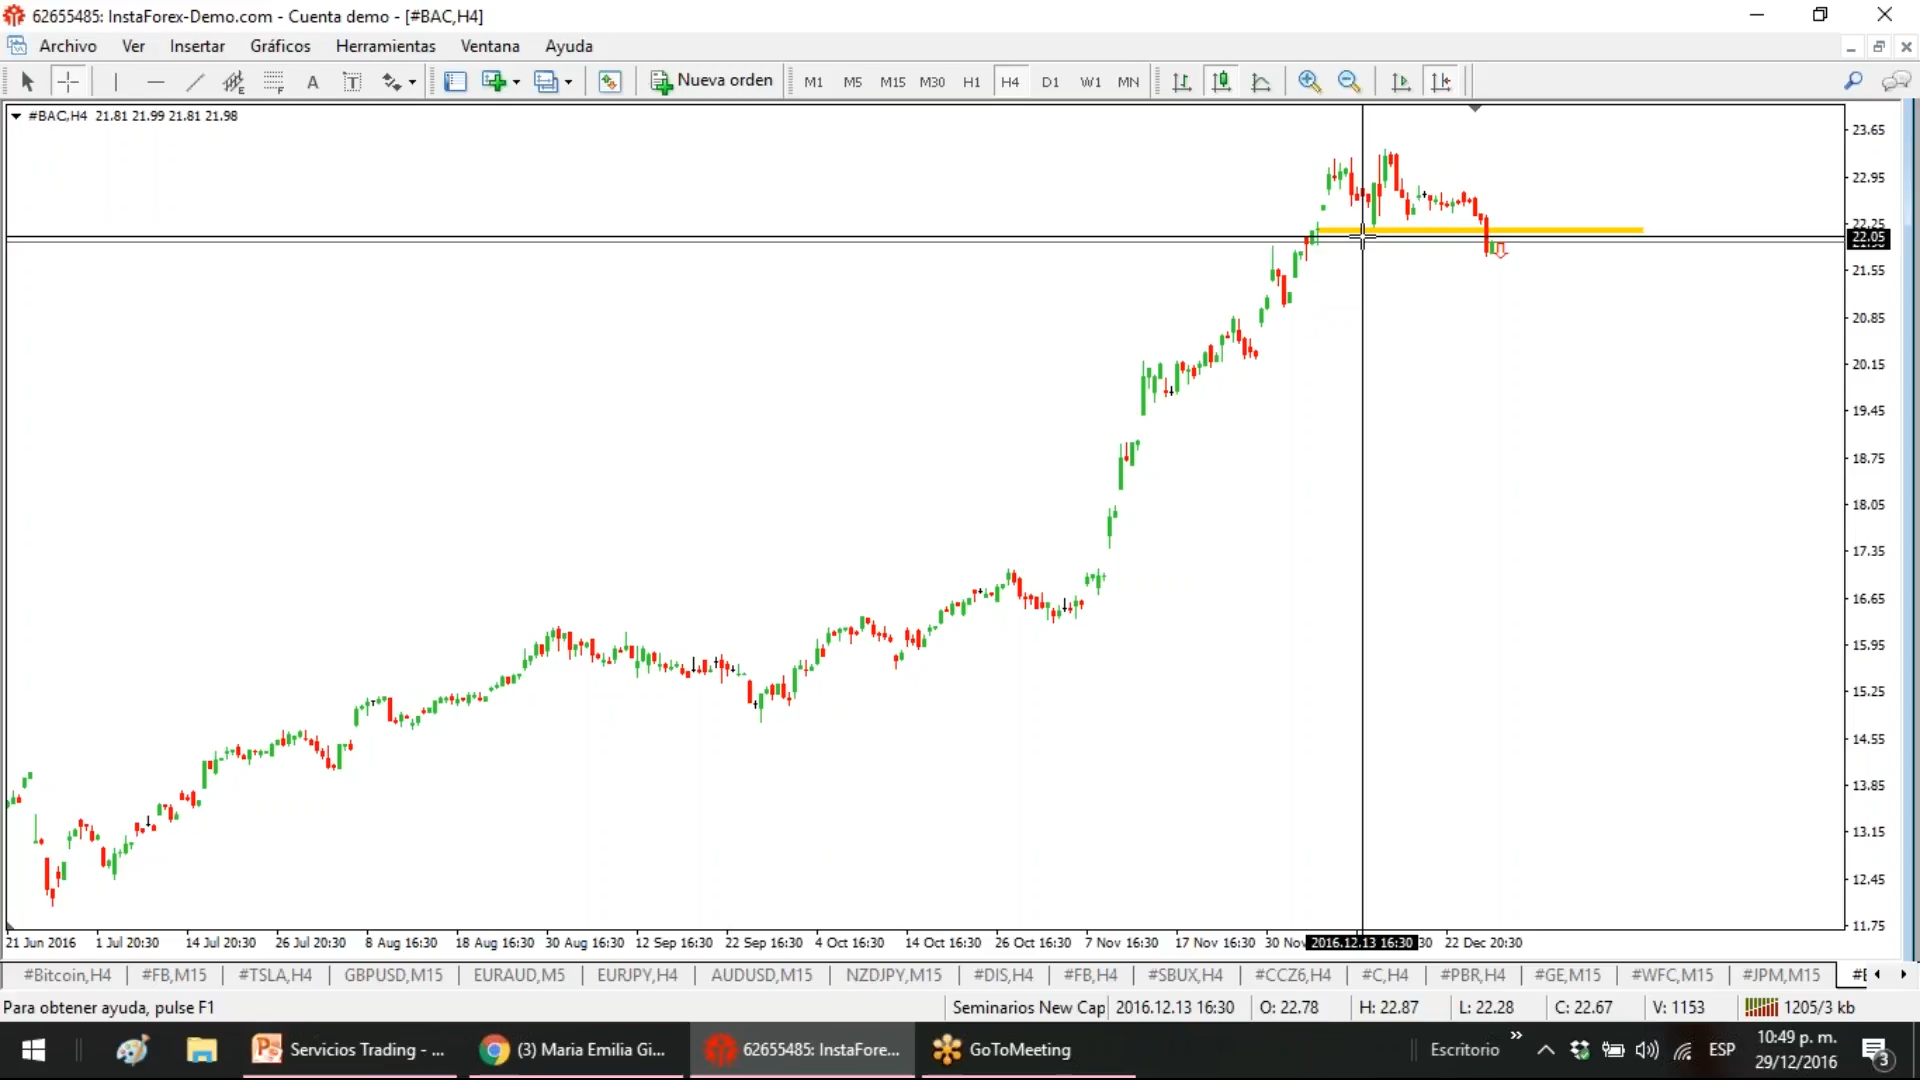 62655485: InstaForex-Demo.com - Cuenta demo - [#BAC,H4]
Archivo Ver Insertar Gráficos Herramientas Ventana Ayuda
E F A T Nueva orden M1 M5 M15 M30 H1 H4 D1 W1 MN
#BAC,H4 21.81 21.99 21.81 21.98
23.65
22.95
22.25
22.05
21.55
20.85
20.15
19.45
18.75
18.05
17.35
16.65
15.95
15.25
14.55
13.85
13.15
12.45
11.75
21 Jun 2016 1 Jul 20:30 14 Jul 20:30 26 Jul 20:30 8 Aug 16:30 18 Aug 16:30 30 Aug 16:30 12 Sep 16:30 22 Sep 16:30 4 Oct 16:30 14 Oct 16:30 26 Oct 16:30 7 Nov 16:30 17 Nov 16:30 30 Nov 2016.12.13 16:30 30 22 Dec 20:30
#Bitcoin,H4 #FB,M15 #TSLA,H4 GBPUSD,M15 EURAUD,M5 EURJPY,H4 AUDUSD,M15 NZDJPY,M15 #DIS,H4 #FB,H4 #SBUX,H4 #CCZ6,H4 #C,H4 #PBR,H4 #GE,M15 #WFC,M15 #JPM,M15
Para obtener ayuda, pulse F1 Seminarios New Cap 2016.12.13 16:30 O: 22.78 H: 22.87 L: 22.28 C: 22.67 V: 1153 1205/3 kb
Servicios Trading - ... (3) Maria Emilia Gi... 62655485: InstaFore... GoToMeeting Escritorio ESP 10:49 p. m.
29/12/2016 3